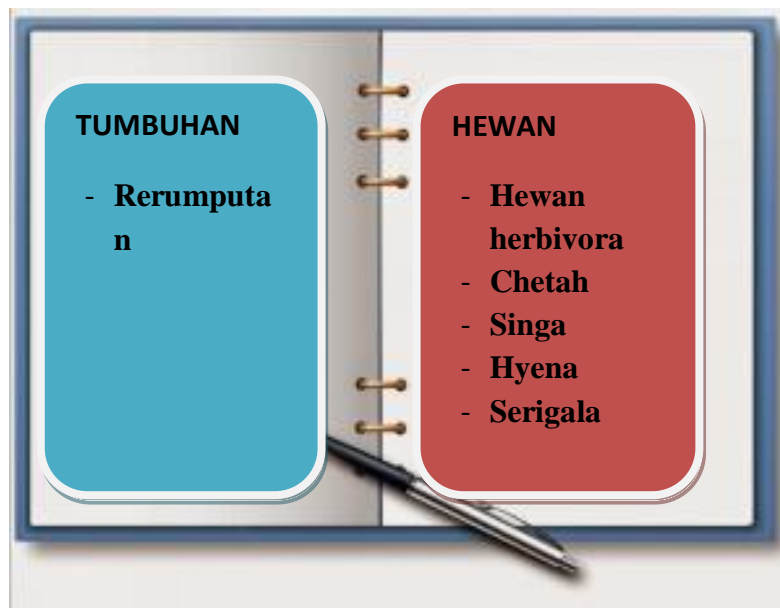 TUMBUHAN
- Rerumputa
n
HEWAN
- Hewan
herbivora
- Chetah
- Singa
- Hyena
- Serigala